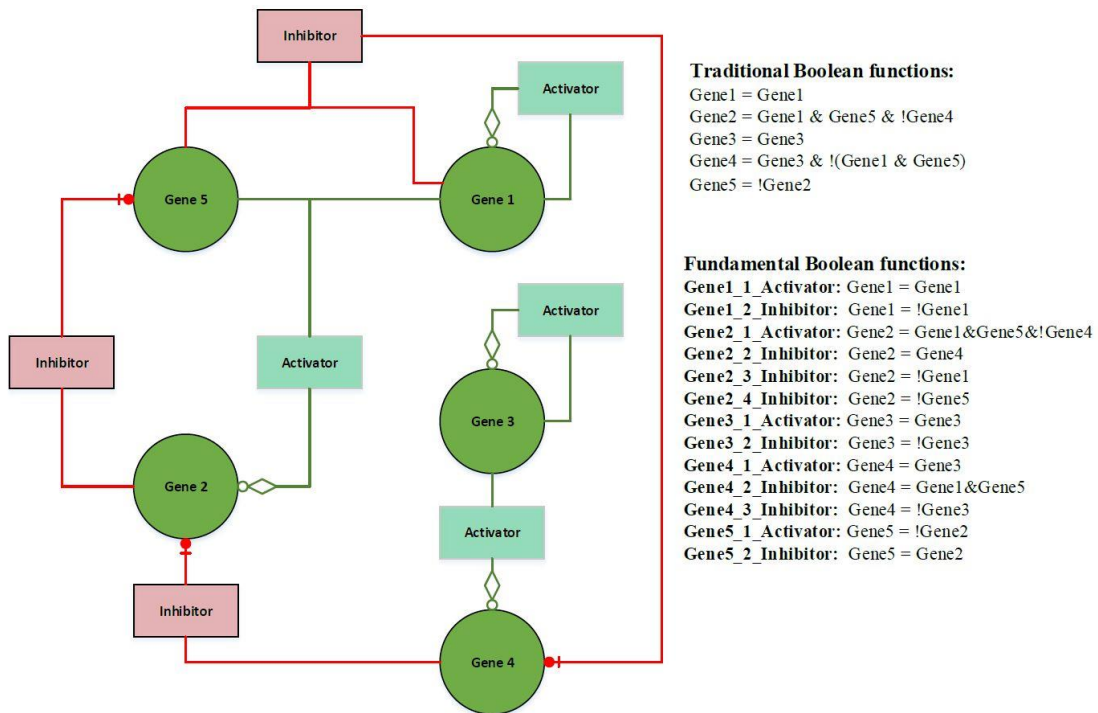 Inhibitor
Activator
Gene 5
Gene 1
Inhibitor
Activator
Activator
Gene 3
Gene 2
Activator
Inhibitor
Gene 4
Traditional Boolean functions:
Gene1 = Gene1
Gene2 = Gene1 & Gene5 & !Gene4
Gene3 = Gene3
Gene4 = Gene3 & !(Gene1 & Gene5)
Gene5 = !Gene2
Fundamental Boolean functions:
Gene1_1_Activator: Gene1 = Gene1
Gene1_2_Inhibitor: Gene1 = !Gene1
Gene2_1_Activator: Gene2 = Gene1&Gene5&!Gene4
Gene2_2_Inhibitor: Gene2 = Gene4
Gene2_3_Inhibitor: Gene2 = !Gene1
Gene2_4_Inhibitor: Gene2 = !Gene5
Gene3_1_Activator: Gene3 = Gene3
Gene3_2_Inhibitor: Gene3 = !Gene3
Gene4_1_Activator: Gene4 = Gene3
Gene4_2_Inhibitor: Gene4 = Gene1&Gene5
Gene4_3_Inhibitor: Gene4 = !Gene3
Gene5_1_Activator: Gene5 = !Gene2
Gene5_2_Inhibitor: Gene5 = Gene2